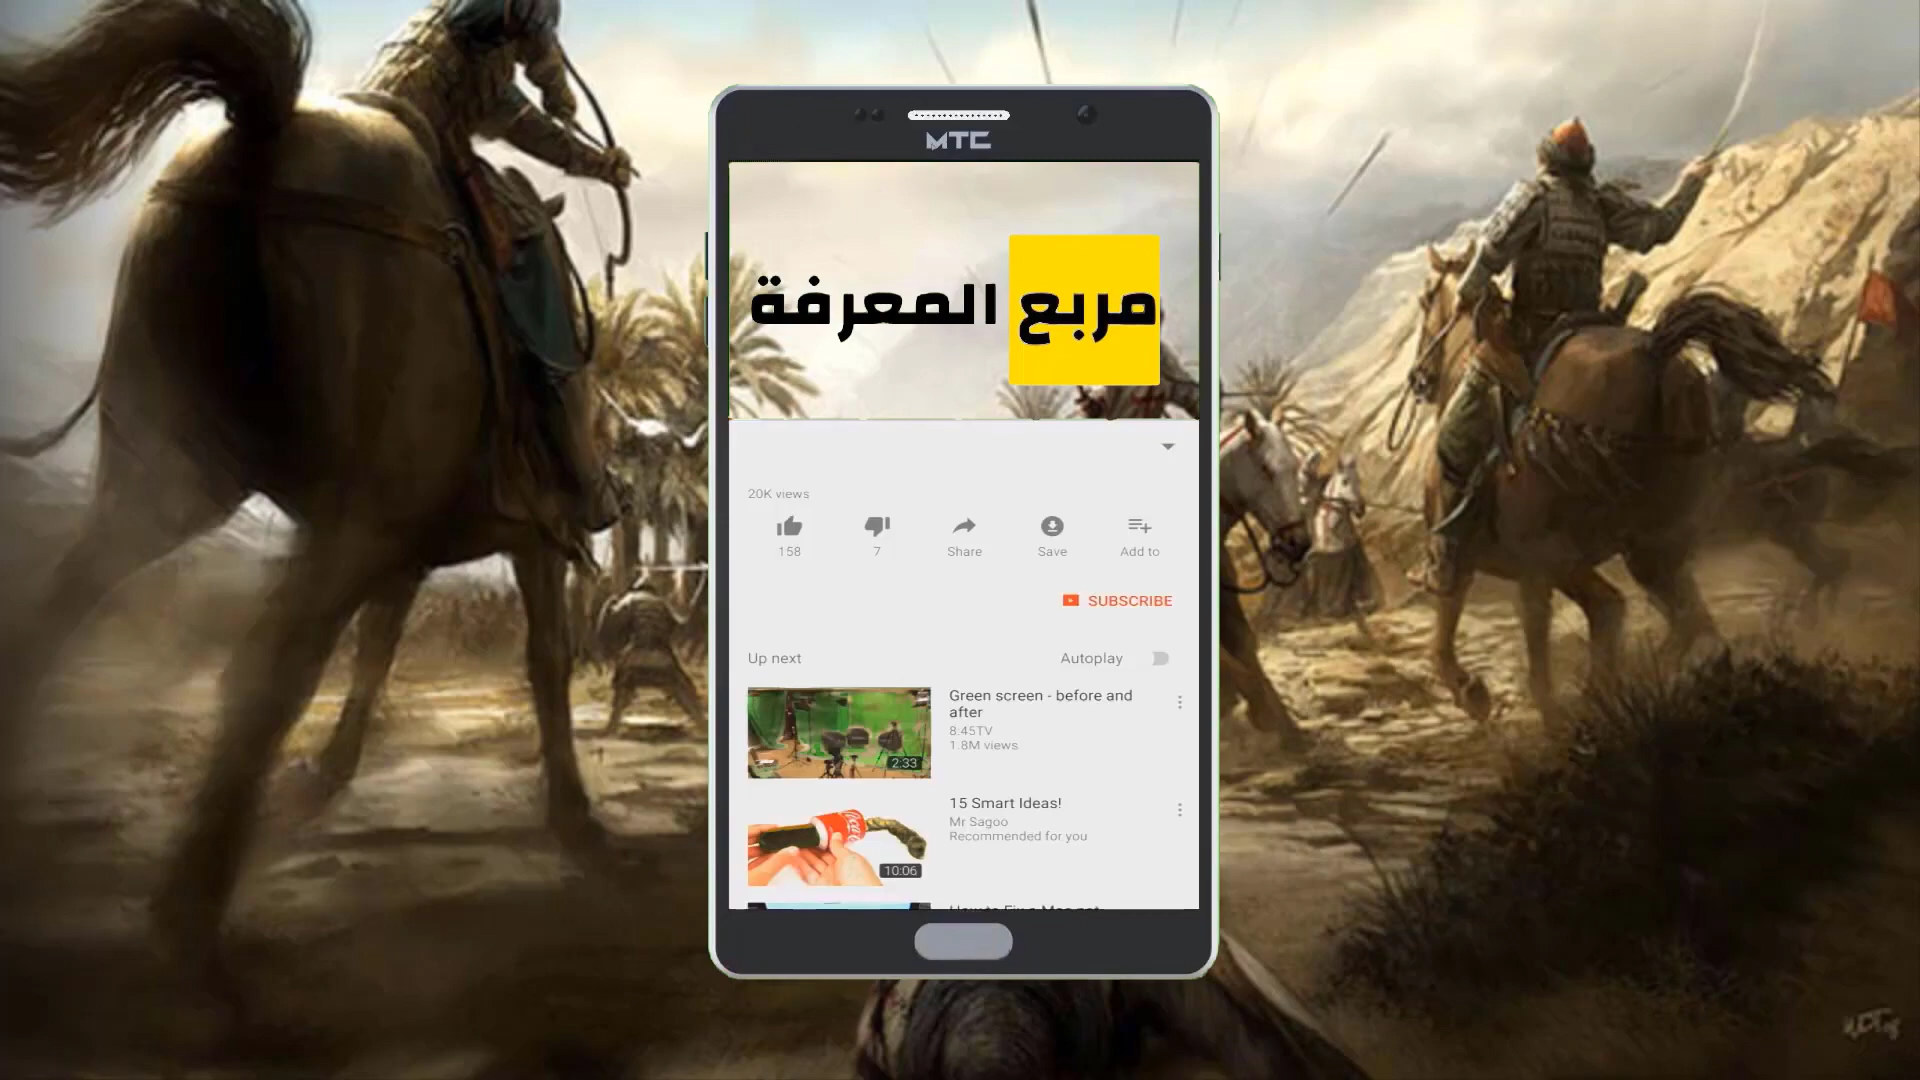 MTC
مربع المعرفة
20K views
158
7
Share
Save
Add to
SUBSCRIBE
Up next
Autoplay
Green screen - before and
after
8:45TV
1.8M views
2:33
15 Smart Ideas!
Mr Sagoo
Recommended for you
10:06